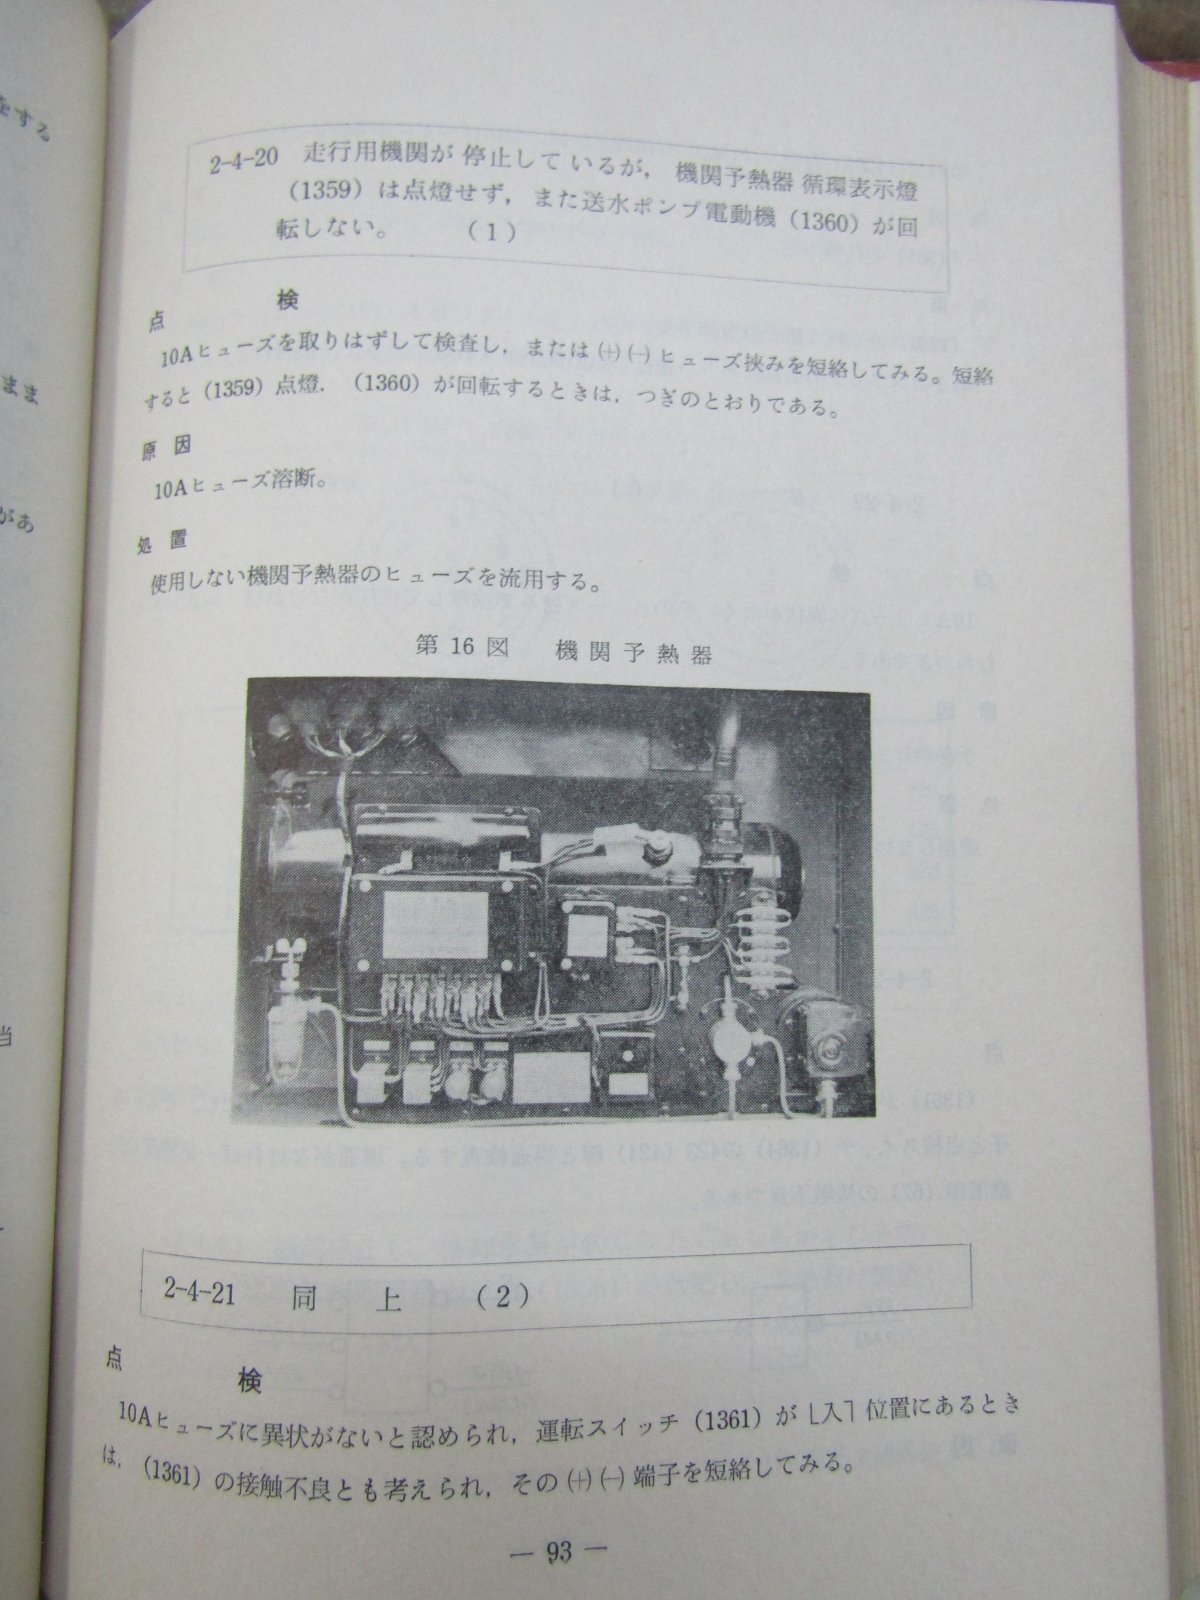 をする
まま
があ
当
2-4-20 走行用機関が停止しているが，機関予熱器循環表示燈
（1359）は点燈せず，また送水ポンプ電動機（1360）が回
転しない。 （1）
点 検
10Aヒューズを取りはずして検査し，または(+)(-)ヒューズ挟みを短絡してみる。短絡
すると（1359）点燈．（1360）が回転するときは，つぎのとおりである。
原 因
10Aヒューズ溶断。
処 置
使用しない機関予熱器のヒューズを流用する。
第16図 機関予熱器
2-4-21 同 上 （2）
点 検
10Aヒューズに異状がないと認められ，運転スイッチ（1361）が「入」位置にあるとき
は，（1361）の接触不良とも考えられ，その(+)(-)端子を短絡してみる。
— 93 —